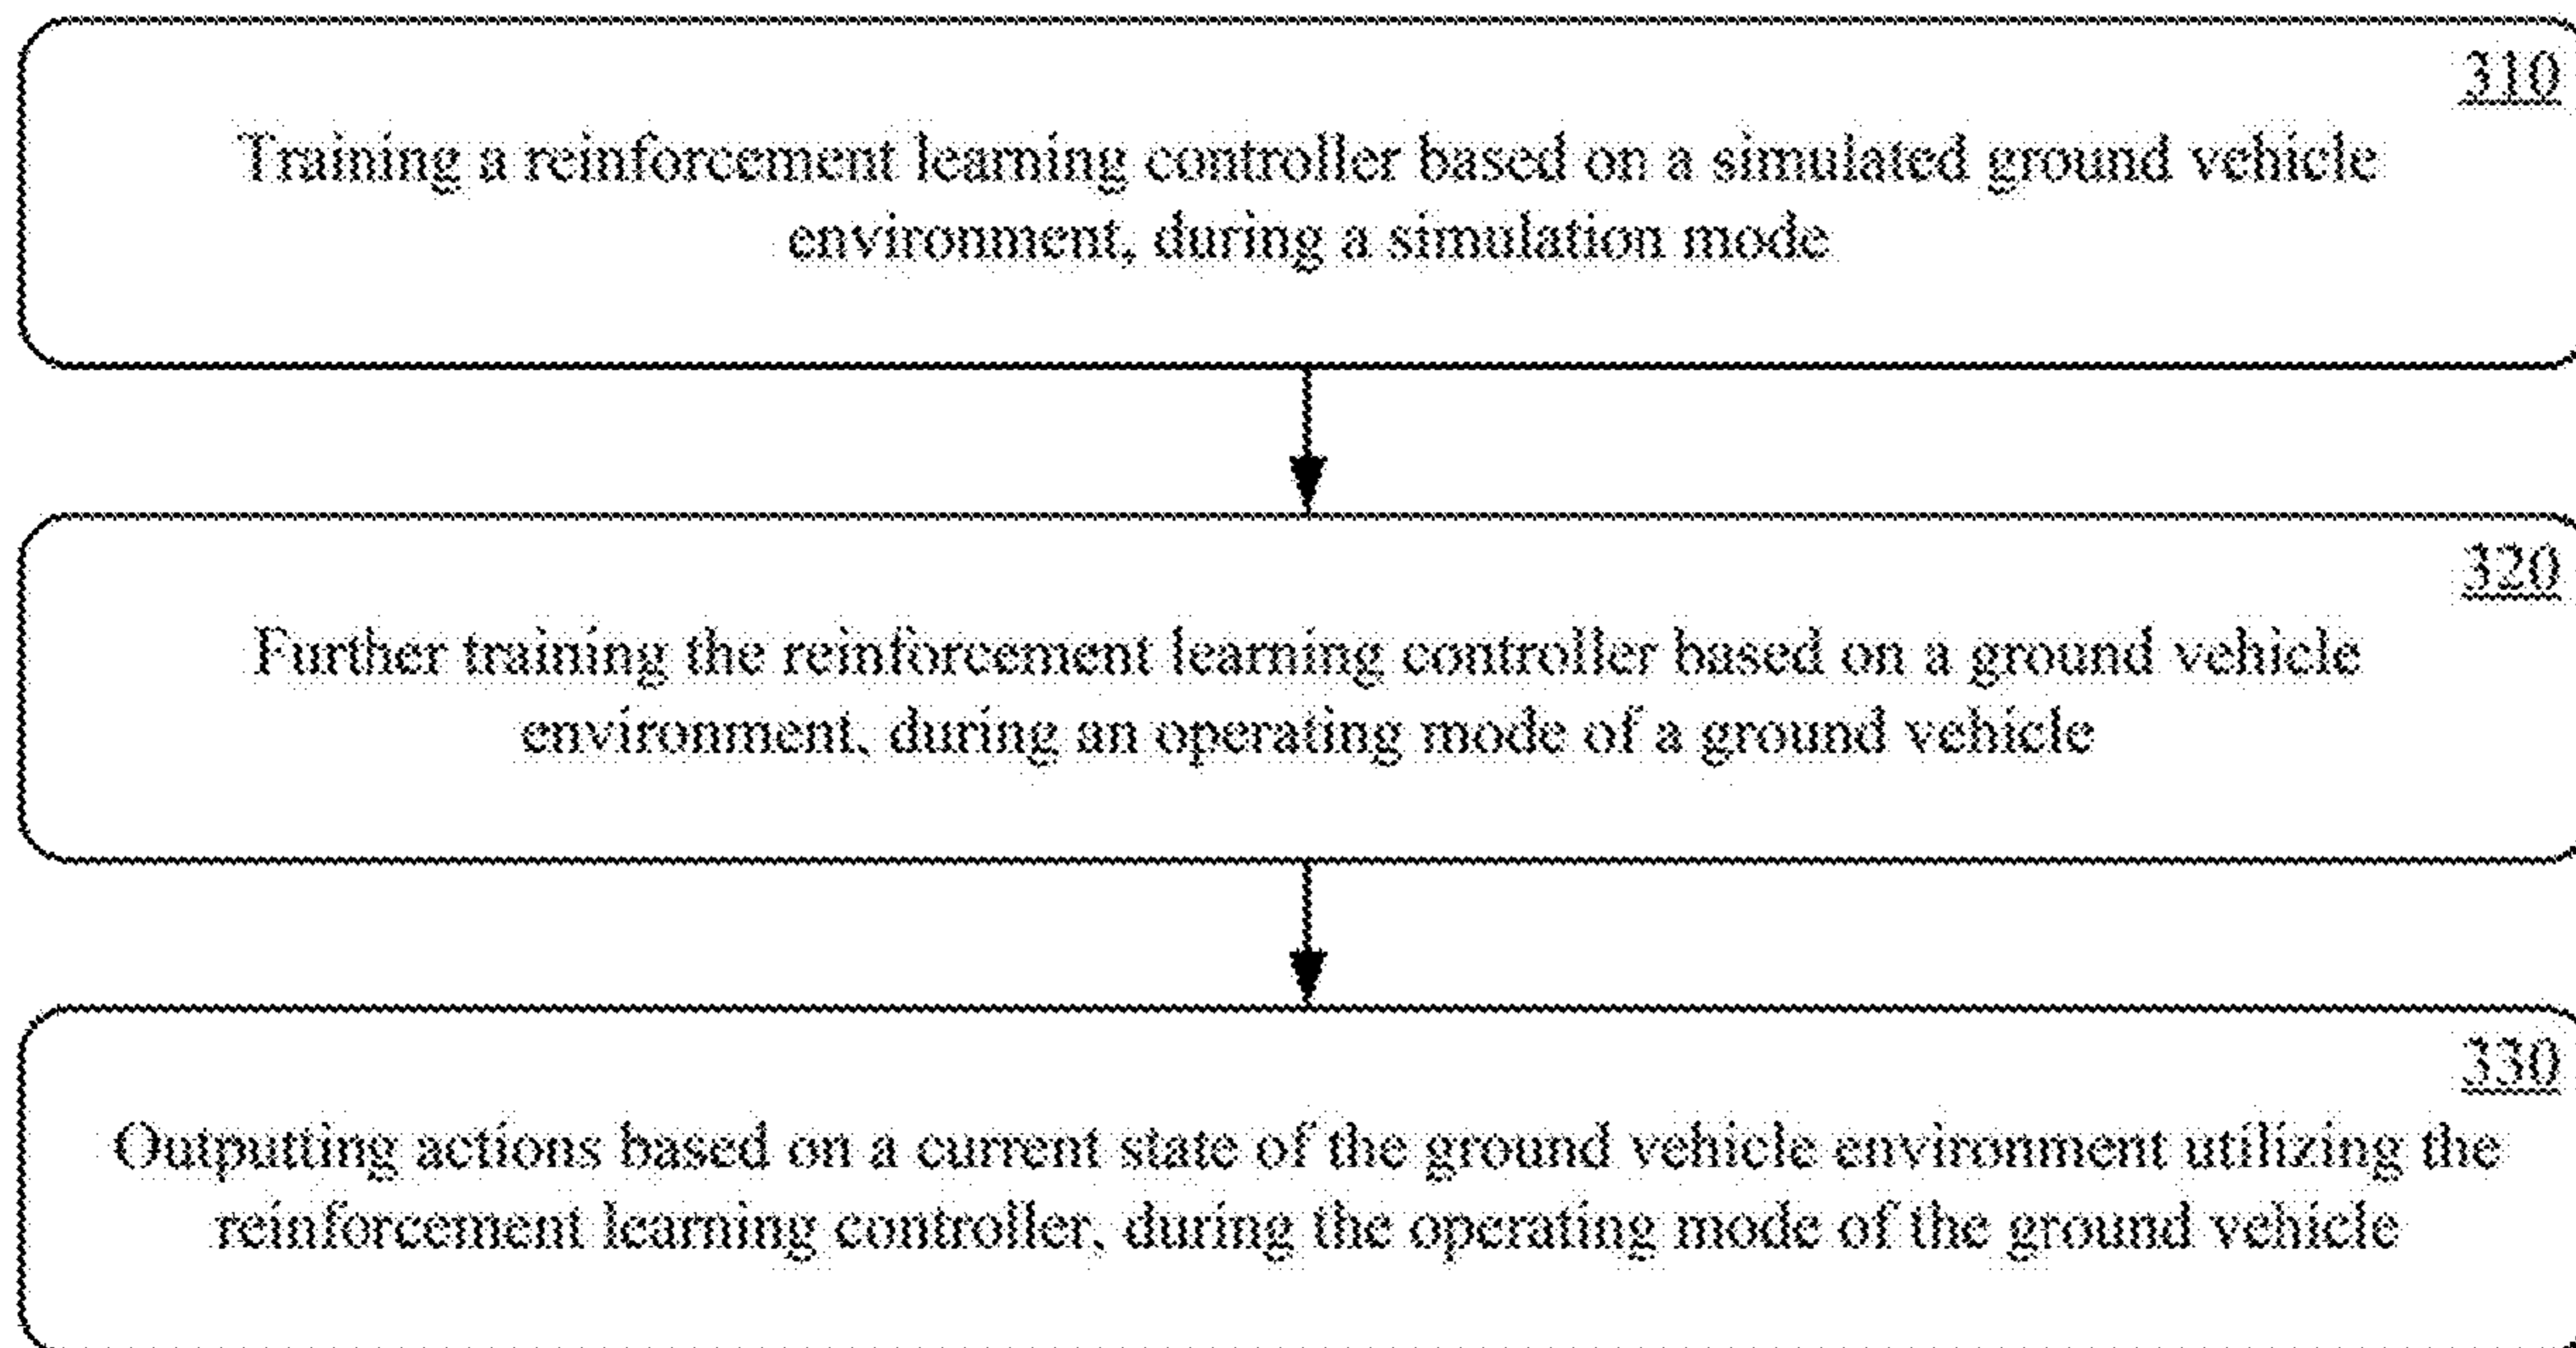 310
Training a reinforcement learning controller based on a simulated ground vehicle
environment, during a simulation mode
320
Further training the reinforcement learning controller based on a ground vehicle
environment, during an operating mode of a ground vehicle
330
Outputting actions based on a current state of the ground vehicle environment utilizing the
reinforcement learning controller, during the operating mode of the ground vehicle